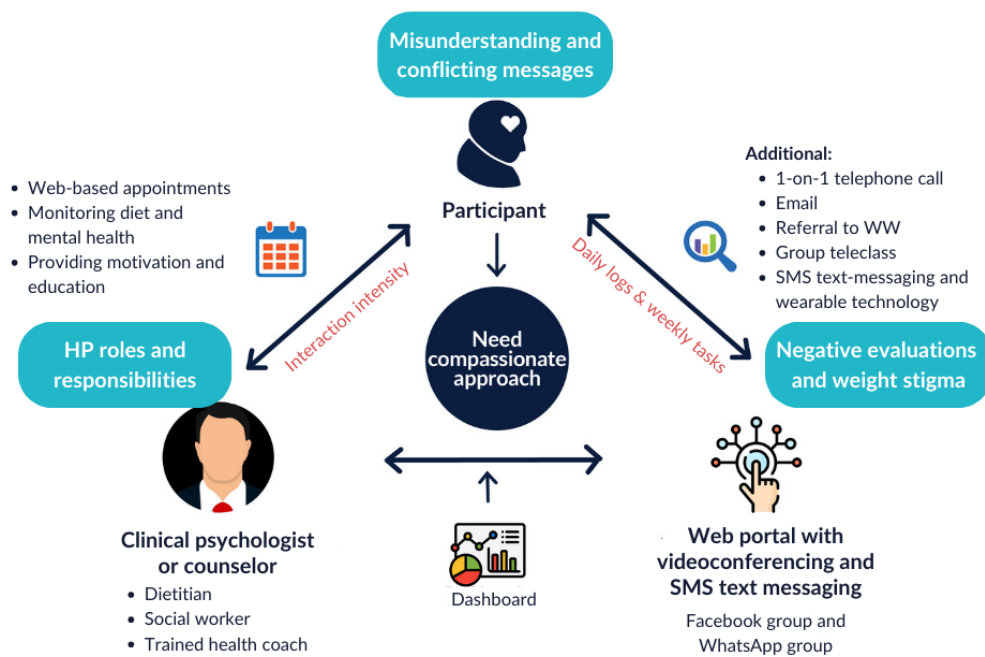 Misunderstanding and
conflicting messages
Participant
• Web-based appointments
• Monitoring diet and
mental health
• Providing motivation and
education
Additional:
• 1-on-1 telephone call
• Email
• Referral to WW
• Group teleclass
• SMS text-messaging and
wearable technology
Interaction intensity
Daily logs & weekly tasks
Need
compassionate
approach
HP roles and
responsibilities
Negative evaluations
and weight stigma
Clinical psychologist
or counselor
• Dietitian
• Social worker
• Trained health coach
Dashboard
Web portal with
videoconferencing and
SMS text messaging
Facebook group and
WhatsApp group